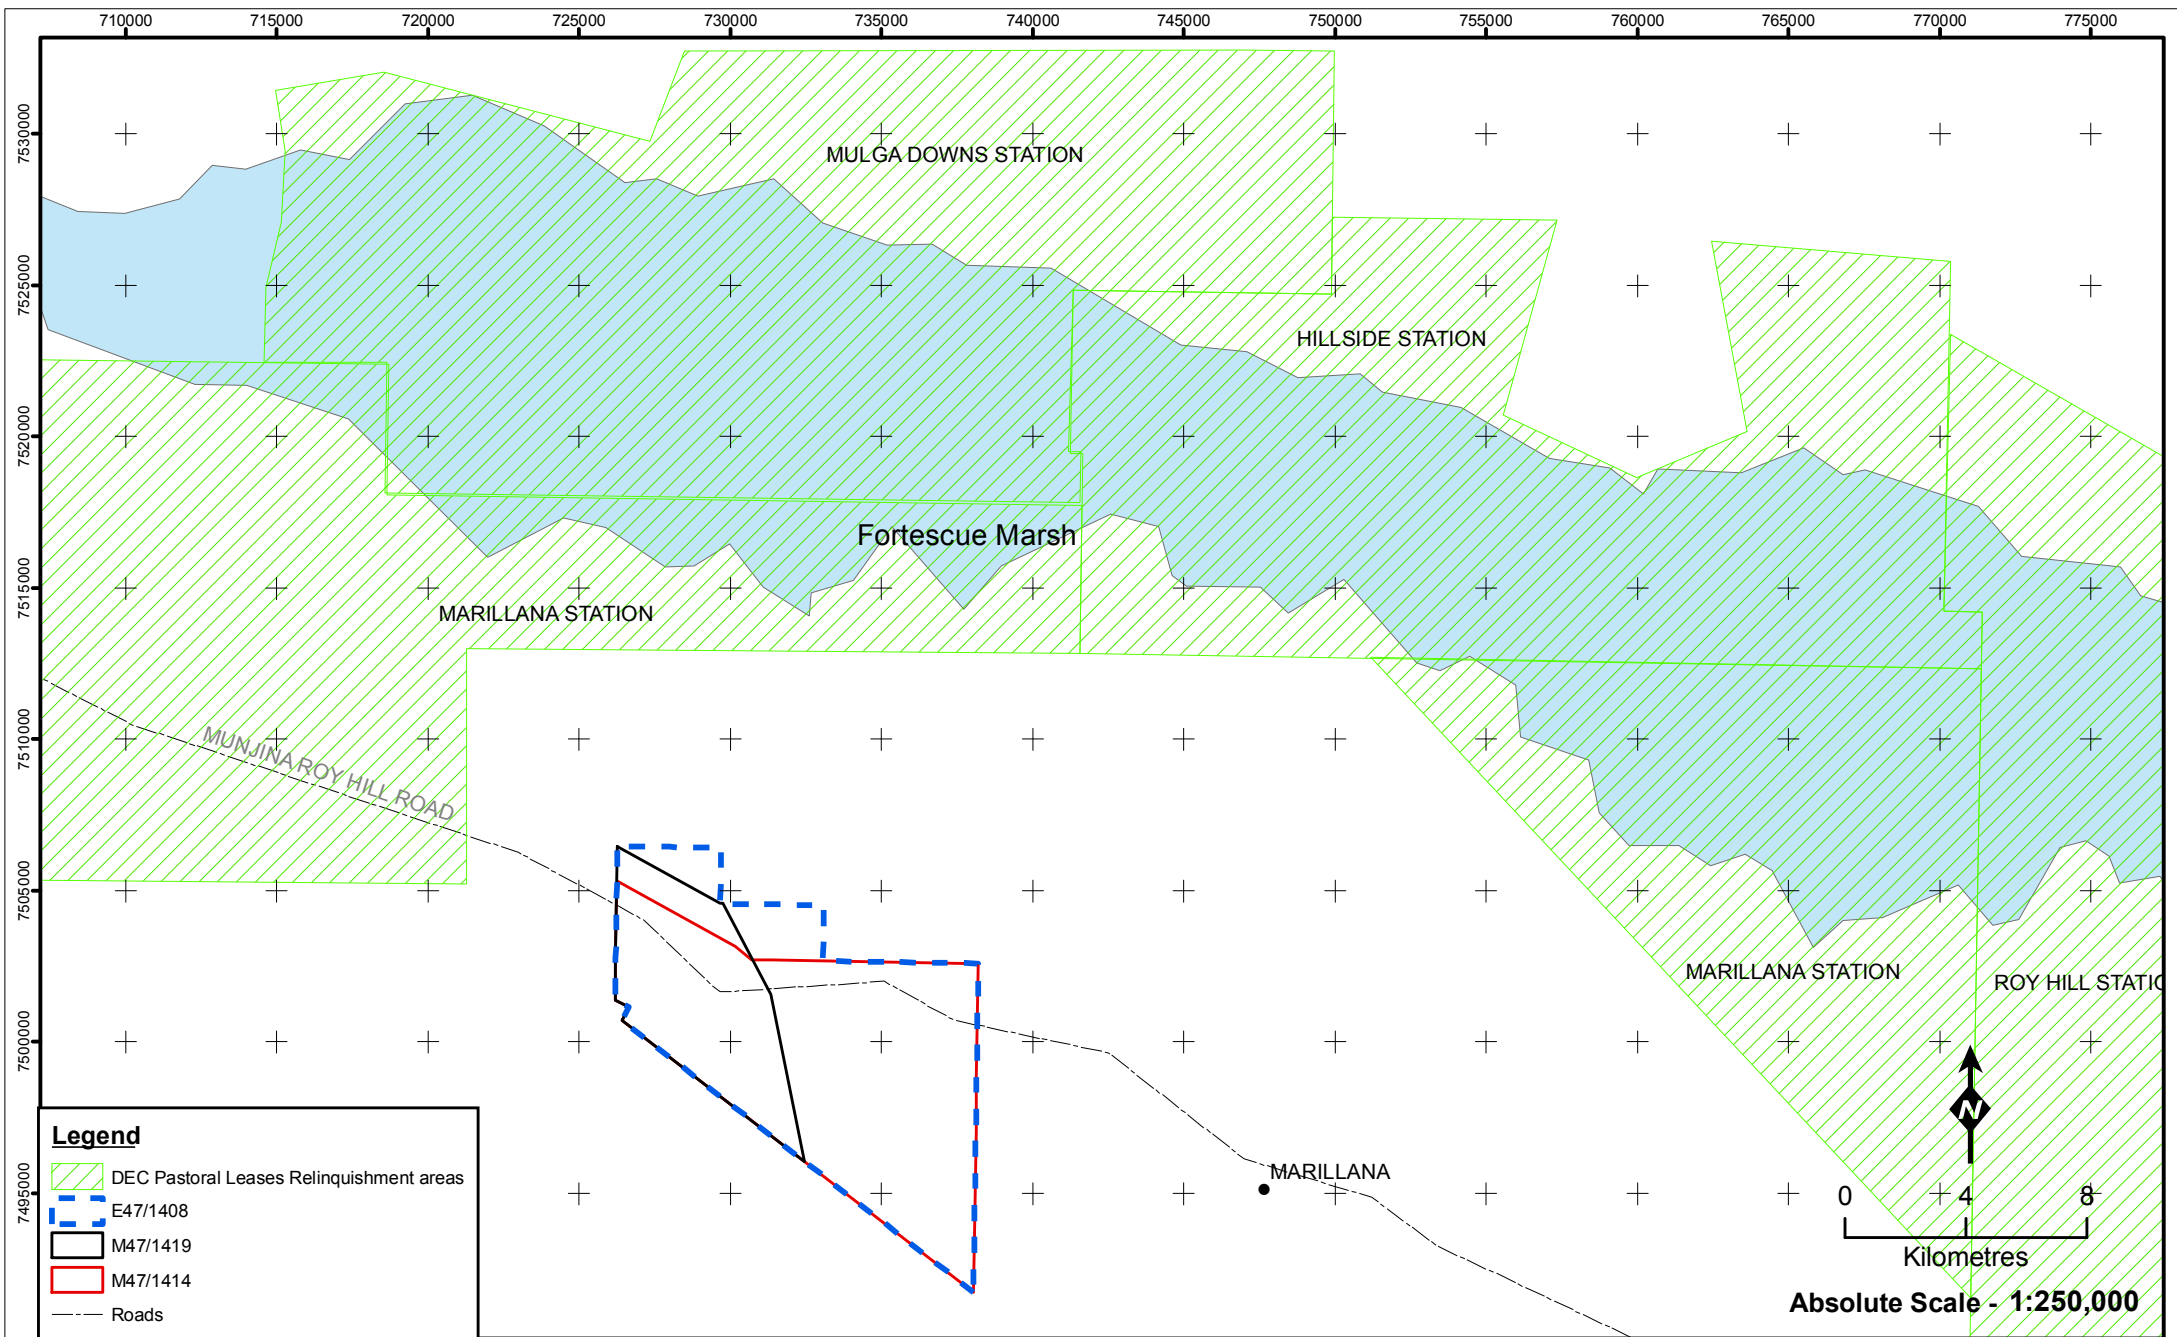 710000 715000 720000 725000 730000 735000 740000 745000 750000 755000 760000 765000 770000 775000
7530000
7525000
7520000
7515000
7510000
7505000
7500000
7495000
MULGA DOWNS STATION
HILLSIDE STATION
Fortescue Marsh
MARILLANA STATION
MUNJINA ROY HILL ROAD
MARILLANA STATION
ROY HILL STATIO
MARILLANA
Legend
DEC Pastoral Leases Relinquishment areas
E47/1408
M47/1419
M47/1414
Roads
N
0 4 8
Kilometres
Absolute Scale - 1:250,000